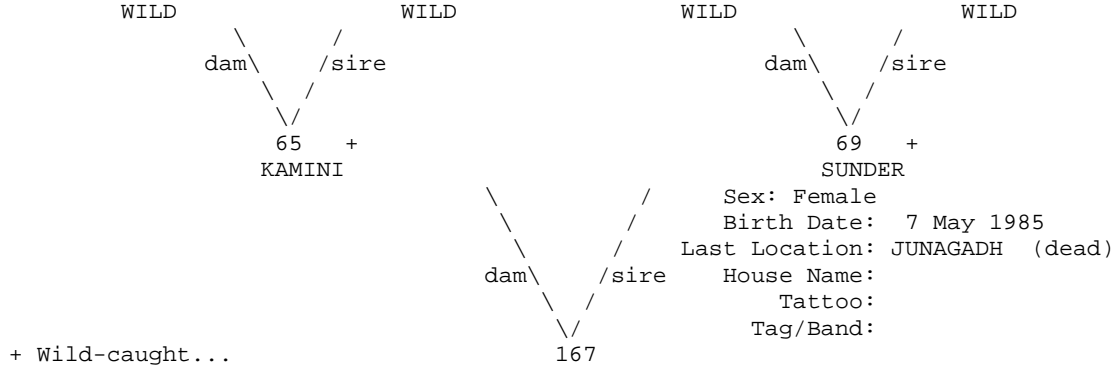 WILD WILD WILD WILD
\ / \ /
dam\ /sire dam\ /sire
\ / \ /
\/ \/
65 + 69 +
KAMINI SUNDER
\ / Sex: Female
\ / Birth Date: 7 May 1985
\ / Last Location: JUNAGADH (dead)
dam\ /sire House Name:
\ / Tattoo:
\/ Tag/Band:
+ Wild-caught... 167